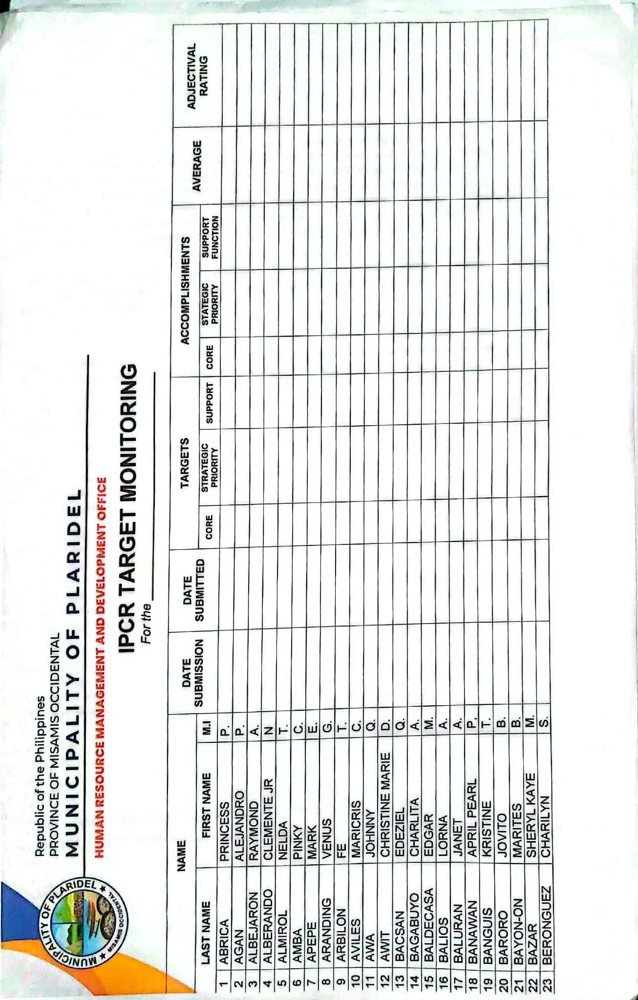 MUNICIPALITY OF PLARIDEL
MISAMIS OCCIDENTAL
Republic of the Philippines
PROVINCE OF MISAMIS OCCIDENTAL
MUNICIPALITY OF PLARIDEL
HUMAN RESOURCE MANAGEMENT AND DEVELOPMENT OFFICE
IPCR TARGET MONITORING
For the
NAME DATE SUBMISSION DATE SUBMITTED TARGETS ACCOMPLISHMENTS AVERAGE ADJECTIVAL RATING
LAST NAME FIRST NAME M.I CORE STRATEGIC PRIORITY SUPPORT CORE STATEGIC PRIORITY SUPPORT FUNCTION
1 ABRICA PRINCESS P.
2 AGAN ALEJANDRO P.
3 ALBEJARON RAYMOND A.
4 ALBERANDO CLEMENTE JR N
5 ALMIROL NELDA T.
6 AMBA PINKY C.
7 APEPE MARK E.
8 ARANDING VENUS G.
9 ARBILON FE T.
10 AVILES MARICRIS C.
11 AWA JOHNNY Q.
12 AWIT CHRISTINE MARIE D.
13 BACSAN EDEZIEL Q.
14 BAGABUYO CHARLITA A.
15 BALDECASA EDGAR M.
16 BALIOS LORNA A.
17 BALURAN JANET A.
18 BANAWAN APRIL PEARL P,
19 BANGUIS KRISTINE T.
20 BARORO JOVITO B.
21 BAYON-ON MARITES B.
22 BAZAR SHERYL KAYE M.
23 BERONGUEZ CHARILYN S.